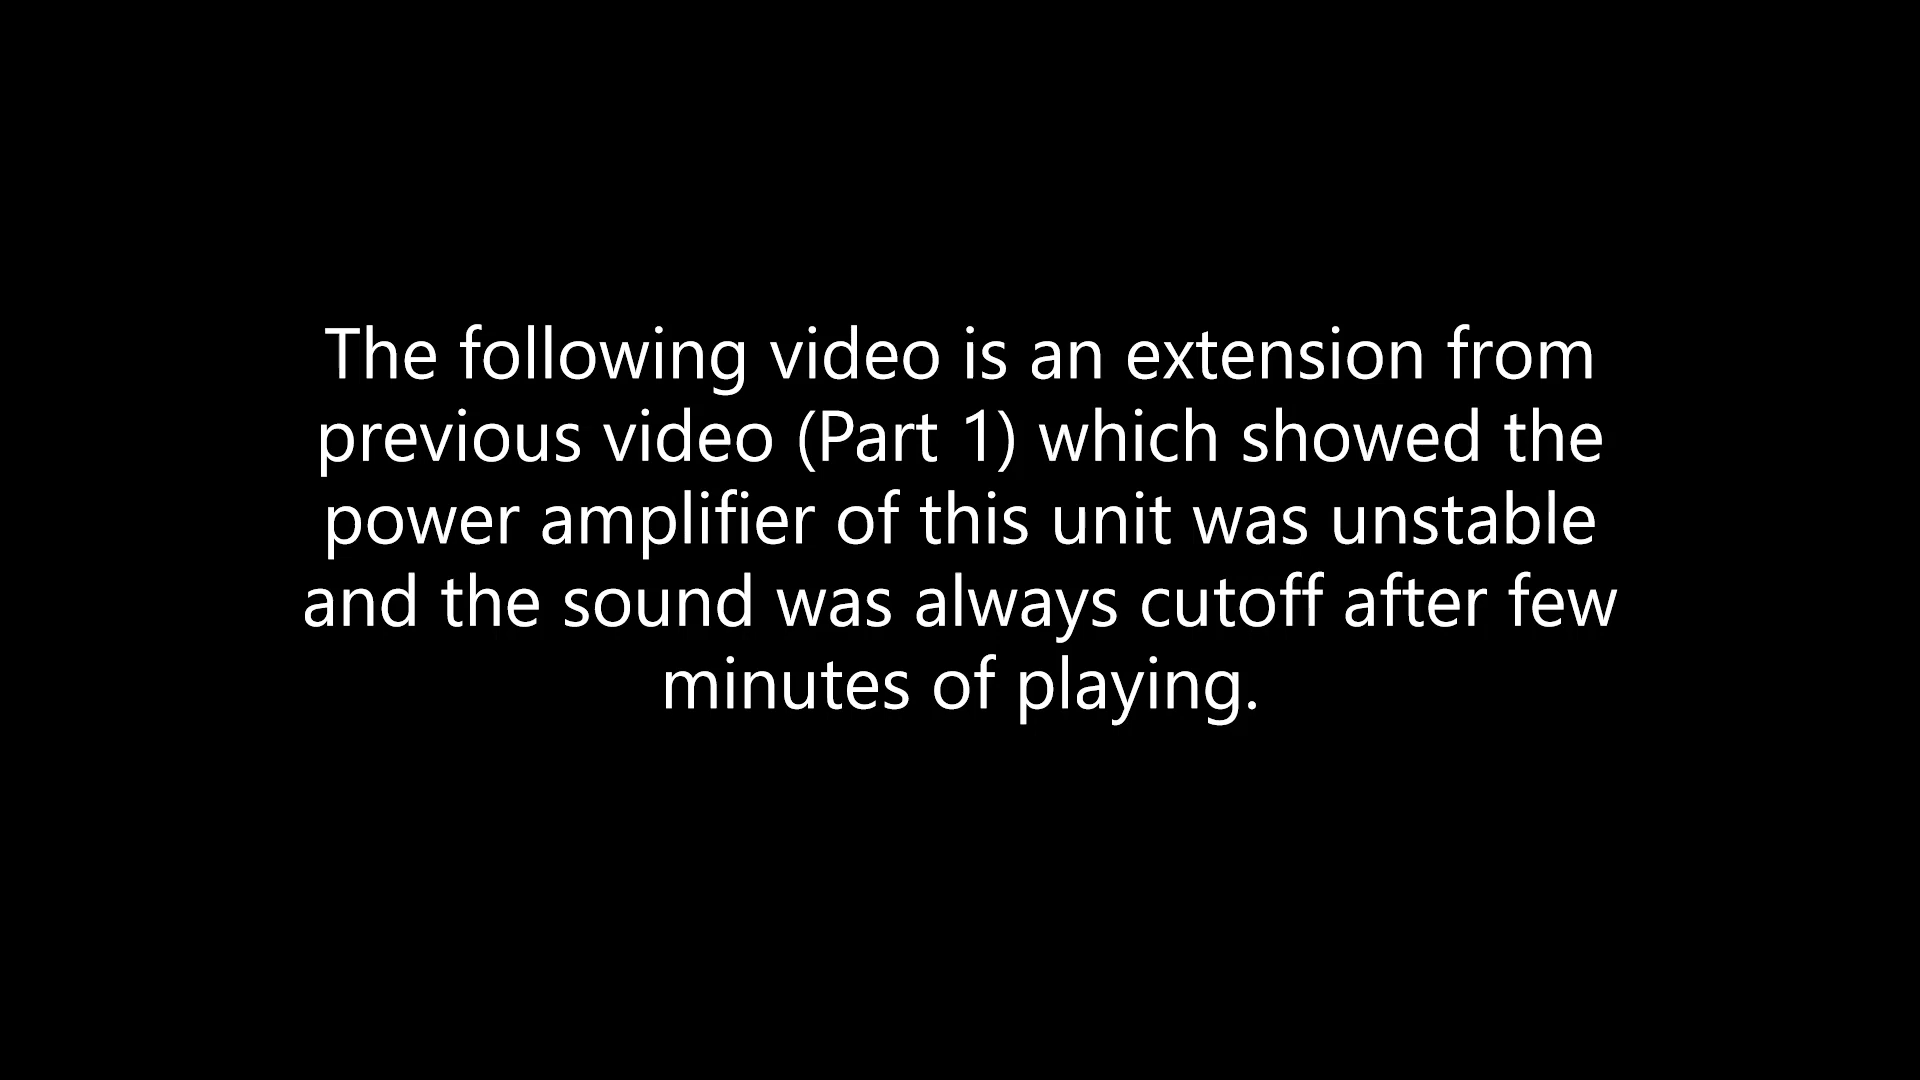 The following video is an extension from
previous video (Part 1) which showed the
power amplifier of this unit was unstable
and the sound was always cutoff after few
minutes of playing.